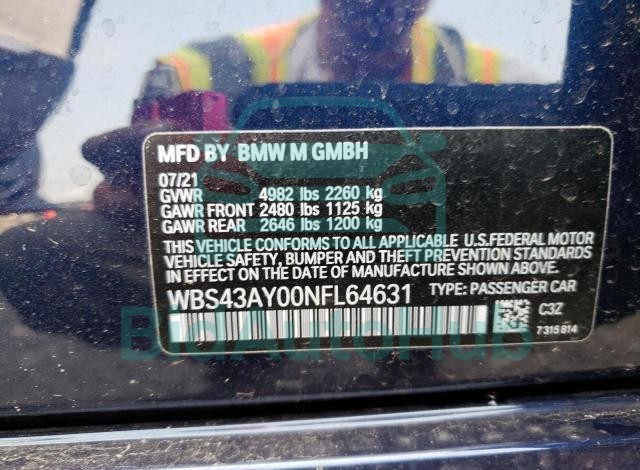 MFD BY BMW M GMBH
07/21
GVWR 4982 lbs 2260 kg
GAWR FRONT 2480 lbs 1125 kg
GAWR REAR 2646 lbs 1200 kg
THIS VEHICLE CONFORMS TO ALL APPLICABLE U.S.FEDERAL MOTOR
VEHICLE SAFETY, BUMPER AND THEFT PREVENTION STANDARDS
IN EFFECT ON THE DATE OF MANUFACTURE SHOWN ABOVE.
WBS43AY00NFL64631 TYPE: PASSENGER CAR
C3Z
7315814
BidAutoHub